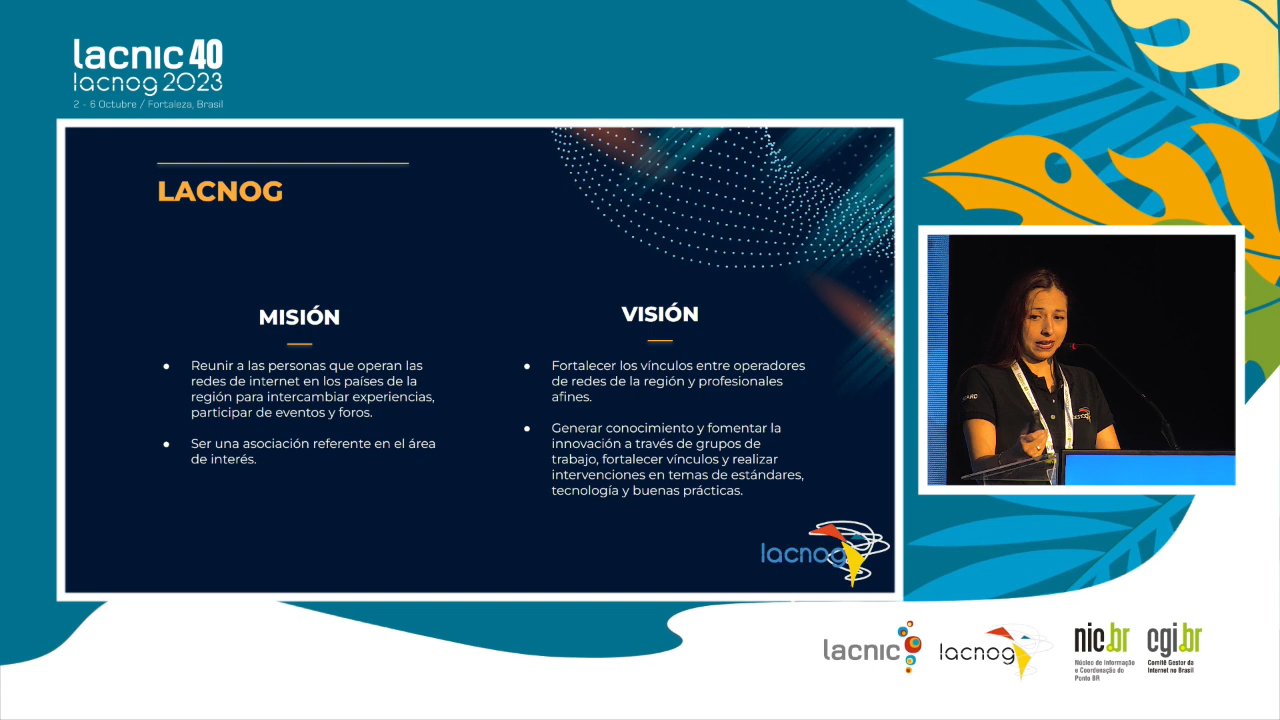 lacnic 40
lacnog 2023
2 - 6 Octubre / Fortaleza, Brasil
LACNOG
MISIÓN
● Reunir a las personas que operan las
redes de internet en los países de la
región para intercambiar experiencias,
participar de eventos y foros.
● Ser una asociación referente en el área
de interés.
VISIÓN
● Fortalecer los vínculos entre operadores
de redes de la región y profesionales
afines.
● Generar conocimiento y fomentar la
innovación a través de grupos de
trabajo, fortalecer vínculos y realizar
intervenciones en temas de estándares,
tecnología y buenas prácticas.
lacnog
lacnic
lacnog
nic.br
Núcleo de Informação
e Coordenação do
Ponto BR
cgi.br
Comitê Gestor da
Internet no Brasil